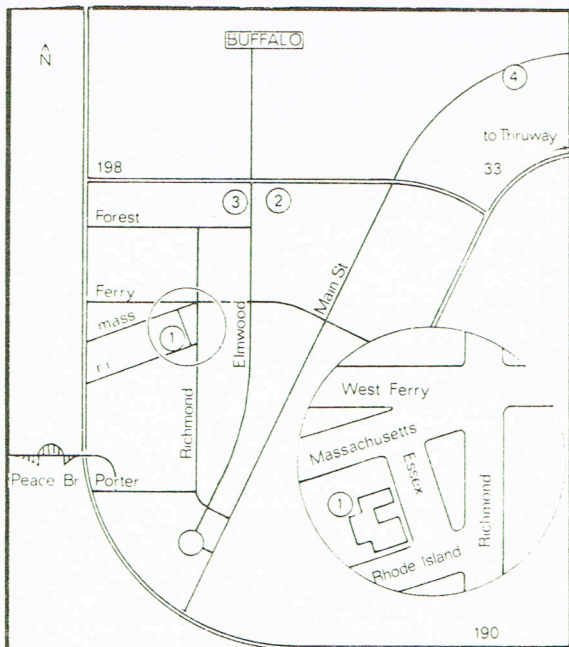 BUFFALO
N
4
to Thruway
198
33
3
2
Forest
Main St
Ferry
mass
Elmwood
1
r i
West Ferry
Richmond
Massachusetts
Essex
Peace Br
Porter
1
Richmond
Rhode Island
190